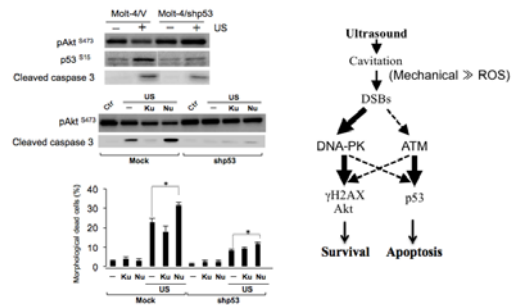 Molt-4/V Molt-4/shp53
− + − + US
pAkt S473
p53 S15
Cleaved caspase 3
US US
Ctr − Ku Nu Ctr − Ku Nu
pAkt S473
Cleaved caspase 3
Mock shp53
Morphological dead cells (%)
40
30
20
10
0
* *
− Ku Nu − Ku Nu − Ku Nu − Ku Nu
US US
Mock shp53
Ultrasound
Cavitation
(Mechanical ≫ ROS)
DSBs
DNA-PK ATM
γH2AX
Akt
p53
Survival Apoptosis